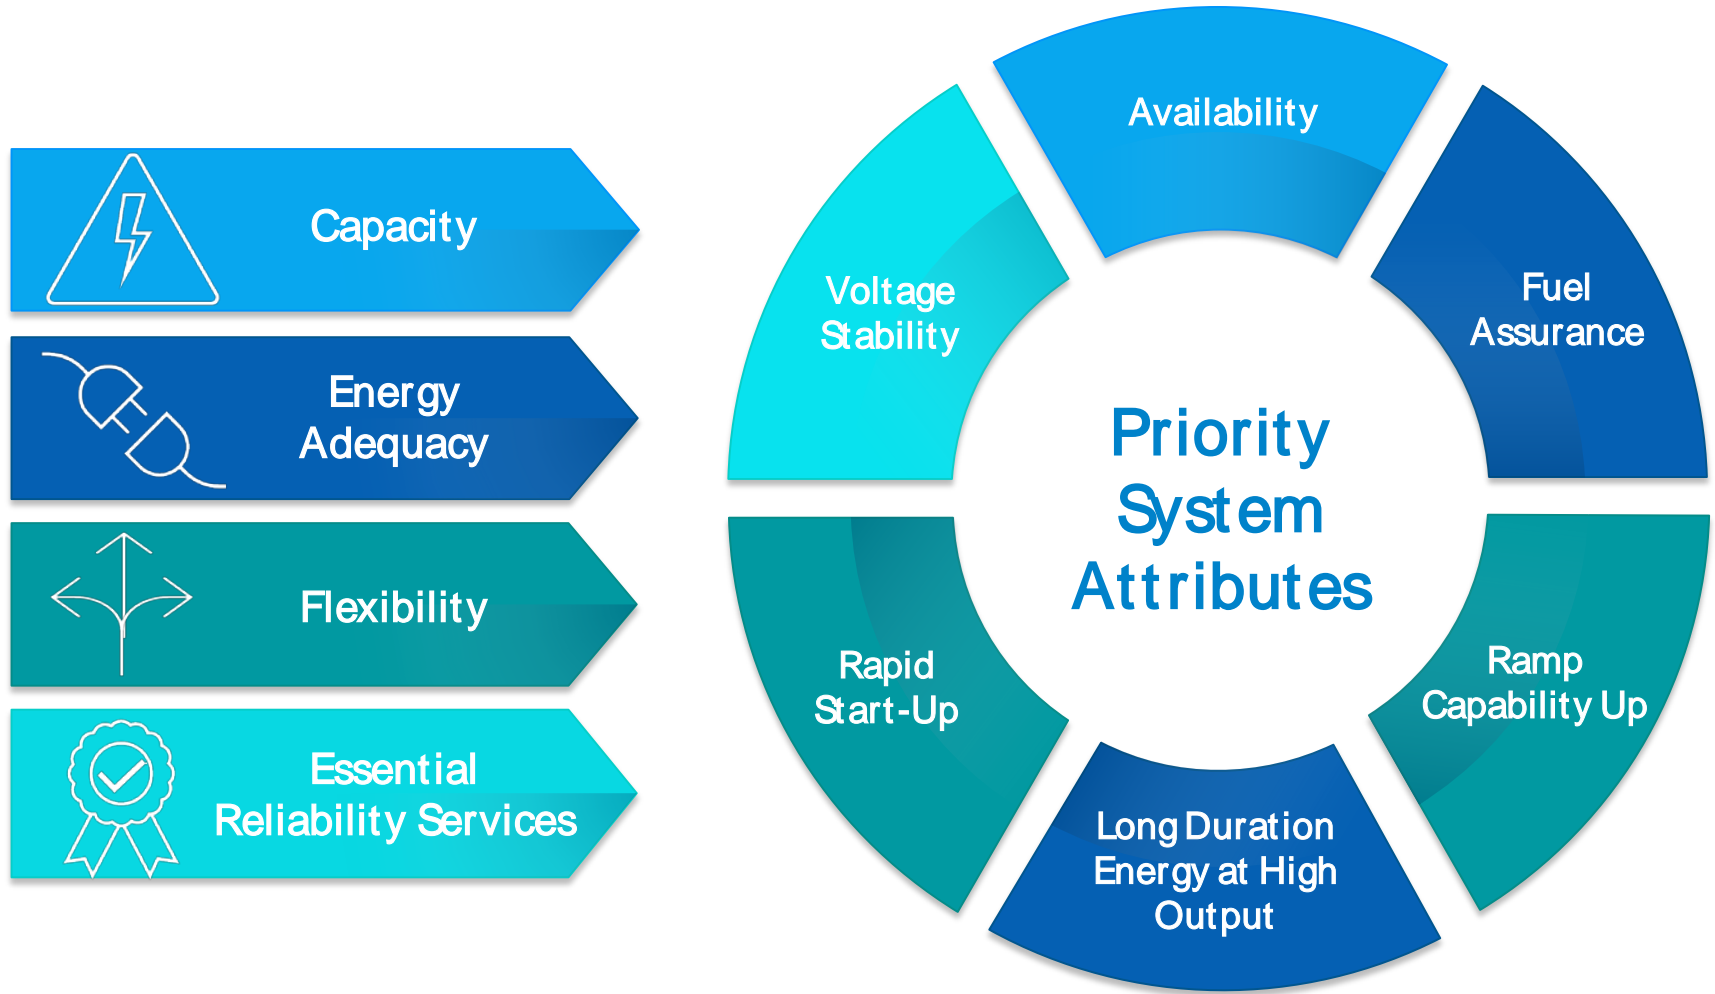 Capacity
Energy
Adequacy
Flexibility
Essential
Reliability Services
Availability
Fuel
Assurance
Ramp
Capability Up
Long Duration
Energy at High
Output
Rapid
Start-Up
Voltage
Stability
Priority
System
Attributes